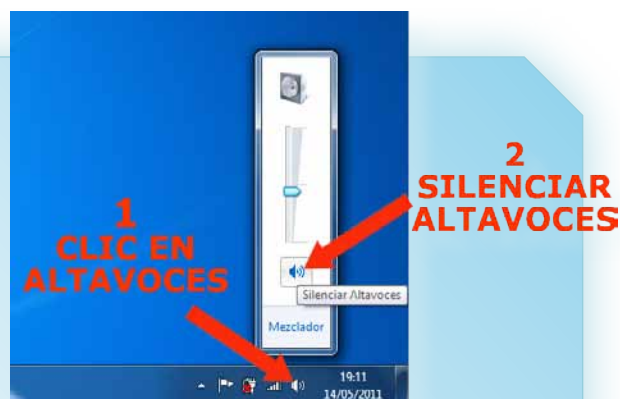 2
SILENCIAR
ALTAVOCES
1
CLIC EN
ALTAVOCES
Silenciar Altavoces
Mezclador
19:11
14/05/2011